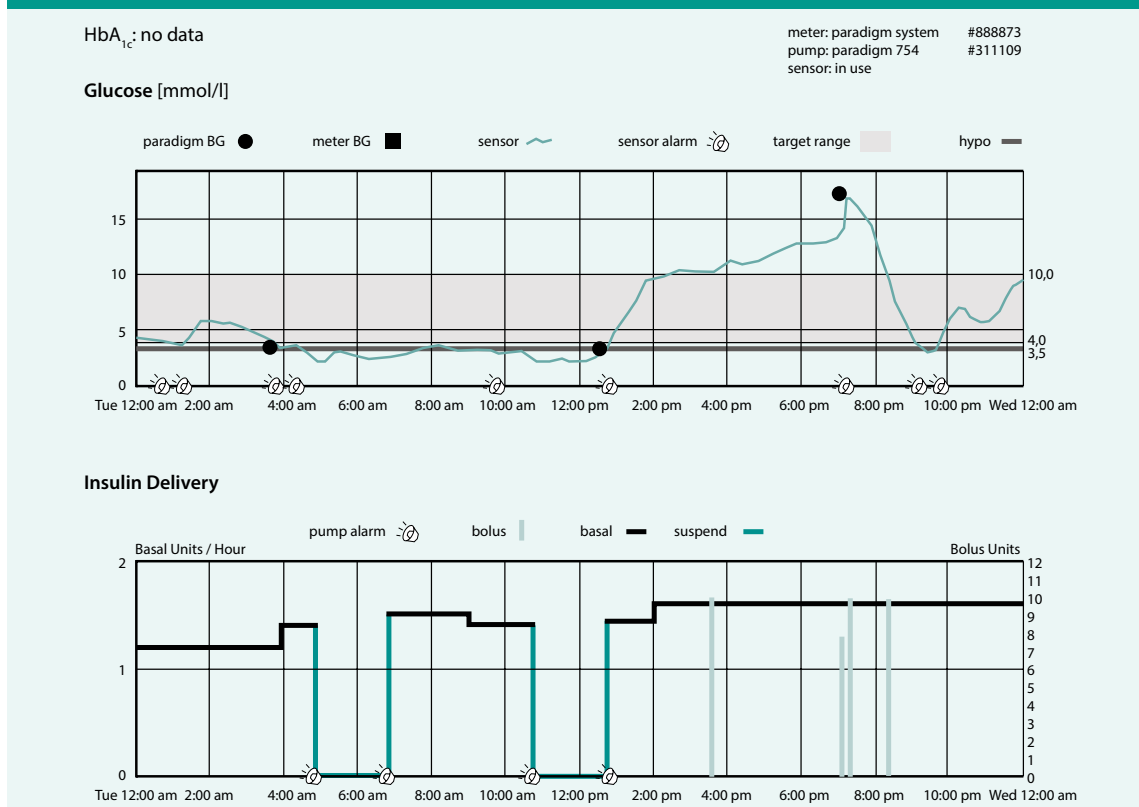 HbA1c: no data
meter: paradigm system #888873
pump: paradigm 754 #311109
sensor: in use
Glucose [mmol/l]
paradigm BG meter BG sensor sensor alarm target range hypo
15
10 10,0
5
4,0
3,5
0
Tue 12:00 am 2:00 am 4:00 am 6:00 am 8:00 am 10:00 am 12:00 pm 2:00 pm 4:00 pm 6:00 pm 8:00 pm 10:00 pm Wed 12:00 am
Insulin Delivery
pump alarm bolus basal suspend
Basal Units / Hour Bolus Units
2 12
11
10
9
8
7
1 6
5
4
3
2
1
0 0
Tue 12:00 am 2:00 am 4:00 am 6:00 am 8:00 am 10:00 am 12:00 pm 2:00 pm 4:00 pm 6:00 pm 8:00 pm 10:00 pm Wed 12:00 am